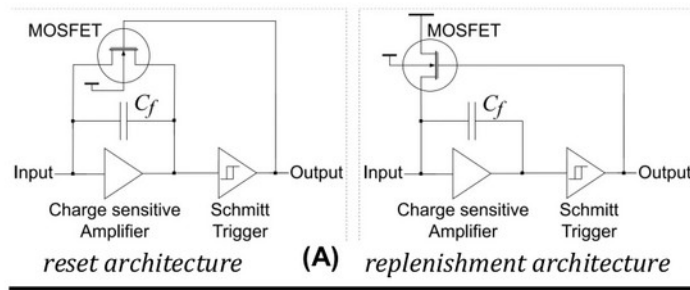 MOSFET
C_f
Input
Output
Charge sensitive
Amplifier
Schmitt
Trigger
reset architecture
(A)
MOSFET
C_f
Input
Output
Charge sensitive
Amplifier
Schmitt
Trigger
replenishment architecture